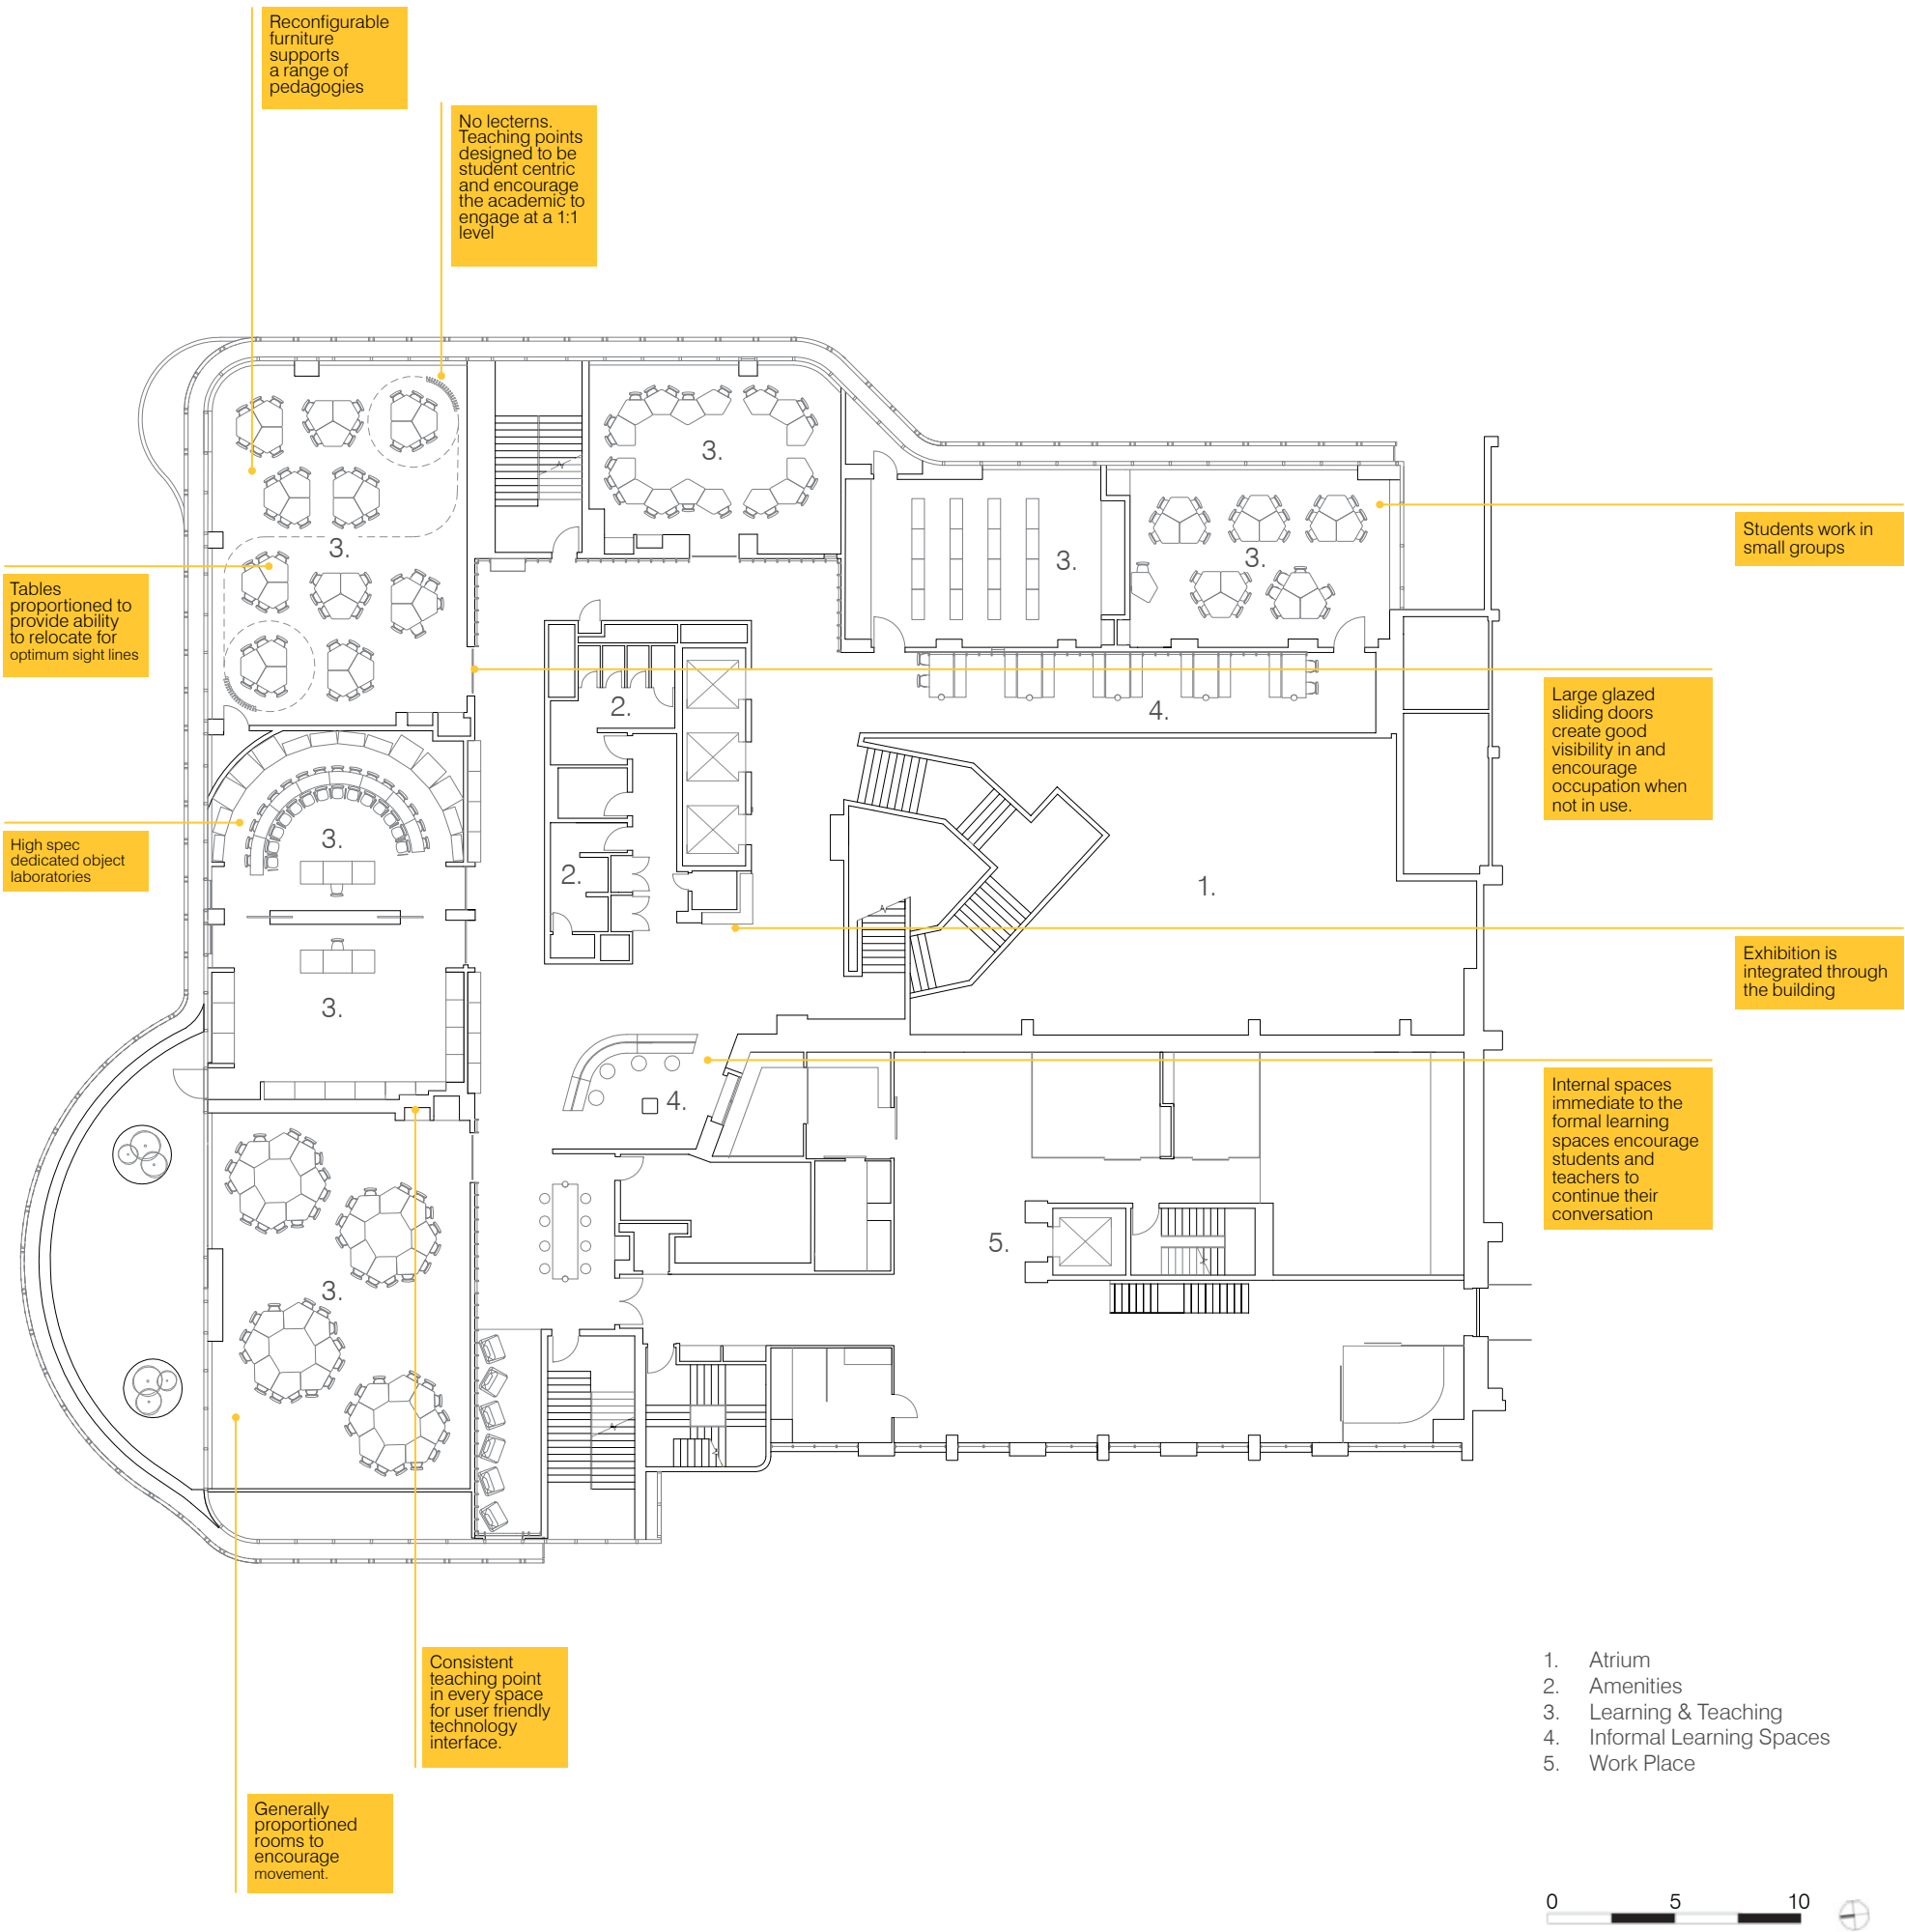 Reconfigurable
furniture
supports
a range of
pedagogies
No lecterns.
Teaching points
designed to be
student centric
and encourage
the academic to
engage at a 1:1
level
3.
3.
3.
3.
Students work in
small groups
Tables
proportioned to
provide ability
to relocate for
optimum sight lines
2.
4.
Large glazed
sliding doors
create good
visibility in and
encourage
occupation when
not in use.
High spec
dedicated object
laboratories
3.
2.
1.
Exhibition is
integrated through
the building
3.
4.
Internal spaces
immediate to the
formal learning
spaces encourage
students and
teachers to
continue their
conversation
5.
3.
Consistent
teaching point
in every space
for user friendly
technology
interface.
1. Atrium
2. Amenities
3. Learning & Teaching
4. Informal Learning Spaces
5. Work Place
Generally
proportioned
rooms to
encourage
movement.
0 5 10